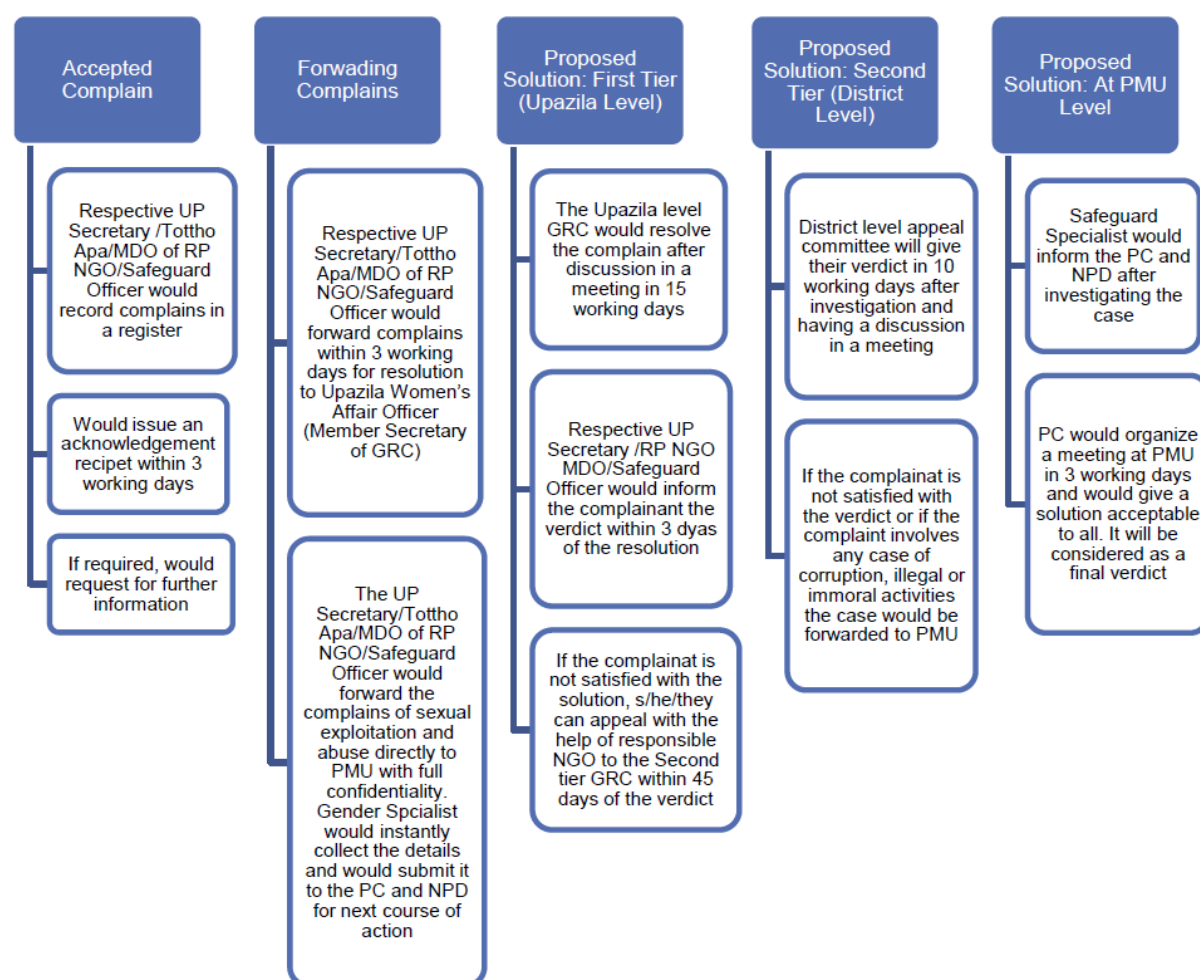 Accepted
Complain
Respective UP
Secretary /Tottho
Apa/MDO of RP
NGO/Safeguard
Officer would
record complains in
a register
Would issue an
acknowledgement
recipet within 3
working days
If required, would
request for further
information
Forwading
Complains
Respective UP
Secretary/Tottho
Apa/MDO of RP
NGO/Safeguard
Officer would
forward complains
within 3 working
days for resolution
to Upazila Women's
Affair Officer
(Member Secretary
of GRC)
The UP
Secretary/Tottho
Apa/MDO of RP
NGO/Safeguard
Officer would
forward the
complains of sexual
exploitation and
abuse directly to
PMU with full
confidentiality.
Gender Spcialist
would instantly
collect the details
and would submit it
to the PC and NPD
for next course of
action
Proposed
Solution: First Tier
(Upazila Level)
The Upazila level
GRC would resolve
the complain after
discussion in a
meeting in 15
working days
Respective UP
Secretary /RP NGO
MDO/Safeguard
Officer would inform
the complainant the
verdict within 3 dyas
of the resolution
If the complainat is
not satisfied with the
solution, s/he/they
can appeal with the
help of responsible
NGO to the Second
tier GRC within 45
days of the verdict
Proposed
Solution: Second
Tier (District
Level)
District level appeal
committee will give
their verdict in 10
working days after
investigation and
having a discussion
in a meeting
If the complainat is
not satisfied with
the verdict or if the
complaint involves
any case of
corruption, illegal or
immoral activities
the case would be
forwarded to PMU
Proposed
Solution: At PMU
Level
Safeguard
Specialist would
inform the PC and
NPD after
investigating the
case
PC would organize
a meeting at PMU
in 3 working days
and would give a
solution acceptable
to all. It will be
considered as a
final verdict